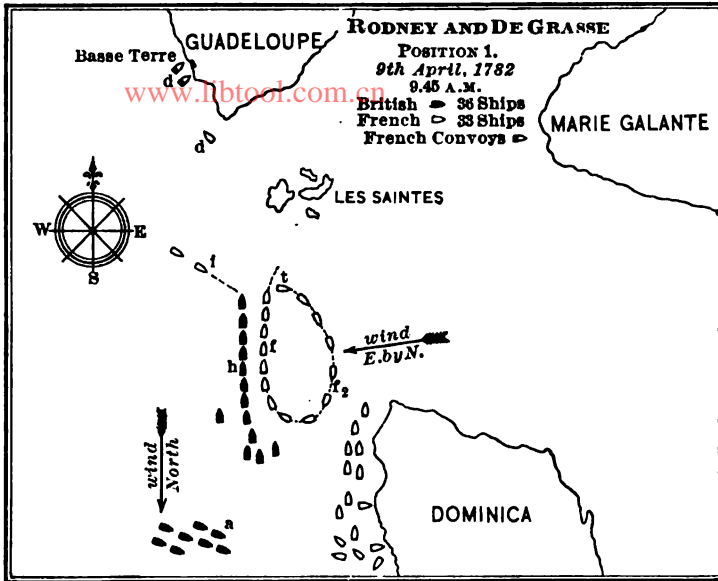 RODNEY AND DE GRASSE
POSITION 1.
9th April, 1782
9.45 A.M.
British 36 Ships
French 33 Ships
French Convoys
GUADELOUPE
Basse Terre
d
www.libtool.com.cn
d
MARIE GALANTE
LES SAINTES
W
E
S
f
t
h
f
f2
wind
E. by N.
wind
North
a
DOMINICA